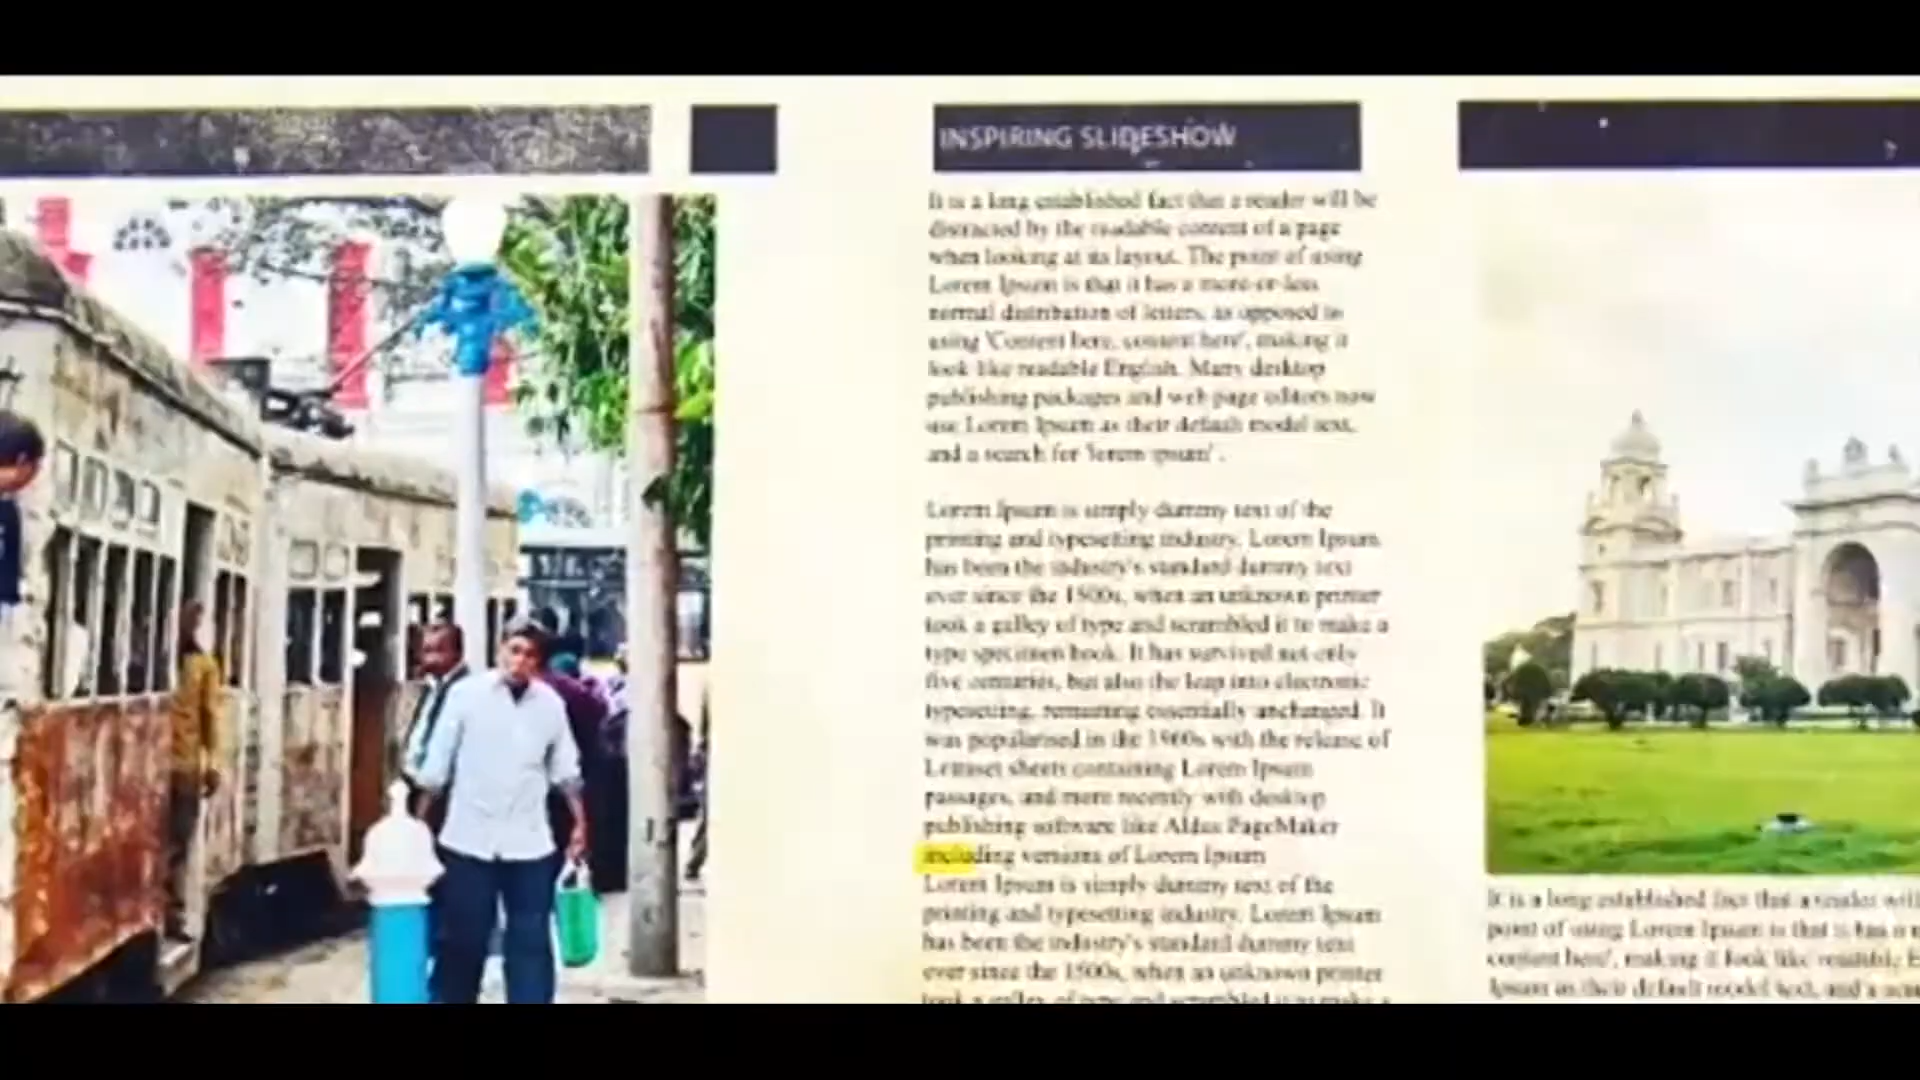 INSPIRING SLIDESHOW
It is a long established fact that a reader will be
distracted by the readable content of a page
when looking at its layout. The point of using
Lorem Ipsum is that it has a more-or-less
normal distribution of letters, as opposed to
using 'Content here, content here', making it
look like readable English. Many desktop
publishing packages and web page editors now
use Lorem Ipsum as their default model text,
and a search for 'lorem ipsum' .
Lorem Ipsum is simply dummy text of the
printing and typesetting industry. Lorem Ipsum
has been the industry's standard dummy text
ever since the 1500s, when an unknown printer
took a galley of type and scrambled it to make a
type specimen book. It has survived not only
five centuries, but also the leap into electronic
typesetting, remaining essentially unchanged. It
was popularised in the 1960s with the release of
Letraset sheets containing Lorem Ipsum
passages, and more recently with desktop
publishing software like Aldus PageMaker
including versions of Lorem Ipsum
Lorem Ipsum is simply dummy text of the
printing and typesetting industry. Lorem Ipsum
has been the industry's standard dummy text
ever since the 1500s, when an unknown printer
took a galley of type and scrambled it to make a
It is a long established fact that a reader will
point of using Lorem Ipsum is that it has a
content here', making it look like readable E
Ipsum as their default model text, and a sea